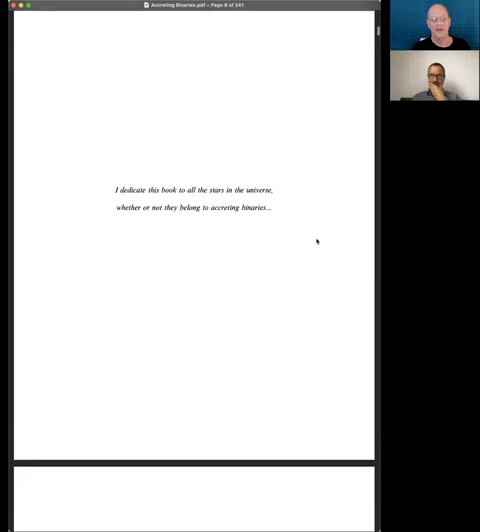 Accreting Binaries.pdf – Page 8 of 241
I dedicate this book to all the stars in the universe,
whether or not they belong to accreting binaries...